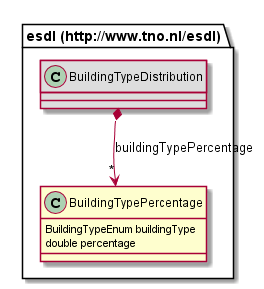 esdl (http://www.tno.nl/esdl)
C BuildingTypeDistribution
buildingTypePercentage
*
C BuildingTypePercentage
BuildingTypeEnum buildingType
double percentage